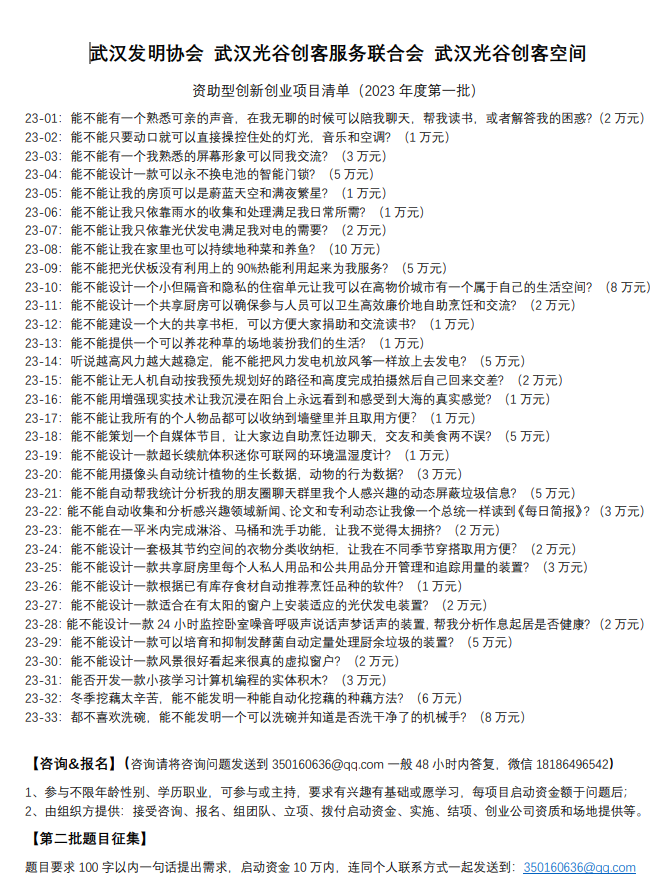 武汉发明协会 武汉光谷创客服务联合会 武汉光谷创客空间
资助型创新创业项目清单（2023 年度第一批）
23-01：能不能有一个熟悉可亲的声音，在我无聊的时候可以陪我聊天，帮我读书，或者解答我的困惑？（2 万元）
23-02：能不能只要动口就可以直接操控住处的灯光，音乐和空调？（1 万元）
23-03：能不能有一个我熟悉的屏幕形象可以同我交流？（3 万元）
23-04：能不能设计一款可以永不换电池的智能门锁？（5 万元）
23-05：能不能让我的房顶可以是蔚蓝天空和满夜繁星？（1 万元）
23-06：能不能让我只依靠雨水的收集和处理满足我日常所需？（1 万元）
23-07：能不能让我只依靠光伏发电满足我对电的需要？（2 万元）
23-08：能不能让我在家里也可以持续地种菜和养鱼？（10 万元）
23-09：能不能把光伏板没有利用上的 90%热能利用起来为我服务？（5 万元）
23-10：能不能设计一个小但隔音和隐私的住宿单元让我可以在高物价城市有一个属于自己的生活空间？（8 万元）
23-11：能不能设计一个共享厨房可以确保参与人员可以卫生高效廉价地自助烹饪和交流？（2 万元）
23-12：能不能建设一个大的共享书柜，可以方便大家捐助和交流读书？（1 万元）
23-13：能不能提供一个可以养花种草的场地装扮我们的生活？（1 万元）
23-14：听说越高风力越大越稳定，能不能把风力发电机放风筝一样放上去发电？（5 万元）
23-15：能不能让无人机自动按我预先规划好的路径和高度完成拍摄然后自己回来交差？（2 万元）
23-16：能不能用增强现实技术让我沉浸在阳台上永远看到和感受到大海的真实感觉？（1 万元）
23-17：能不能让我所有的个人物品都可以收纳到墙壁里并且取用方便？（1 万元）
23-18：能不能策划一个自媒体节目，让大家边自助烹饪边聊天，交友和美食两不误？（5 万元）
23-19：能不能设计一款超长续航体积迷你可联网的环境温湿度计？（1 万元）
23-20：能不能用摄像头自动统计植物的生长数据，动物的行为数据？（3 万元）
23-21：能不能自动帮我统计分析我的朋友圈聊天群里我个人感兴趣的动态屏蔽垃圾信息？（5 万元）
23-22：能不能自动收集和分析感兴趣领域新闻、论文和专利动态让我像一个总统一样读到《每日简报》？（3 万元）
23-23：能不能在一平米内完成淋浴、马桶和洗手功能，让我不觉得太拥挤？（2 万元）
23-24：能不能设计一套极其节约空间的衣物分类收纳柜，让我在不同季节穿搭取用方便？（2 万元）
23-25：能不能设计一款共享厨房里每个人私人用品和公共用品分开管理和追踪用量的装置？（3 万元）
23-26：能不能设计一款根据已有库存食材自动推荐烹饪品种的软件？（1 万元）
23-27：能不能设计一款适合在有太阳的窗户上安装适应的光伏发电装置？（2 万元）
23-28：能不能设计一款 24 小时监控卧室噪音呼吸声说话声梦话声的装置，帮我分析作息起居是否健康？（2 万元）
23-29：能不能设计一款可以培育和抑制发酵菌自动定量处理厨余垃圾的装置？（5 万元）
23-30：能不能设计一款风景很好看起来很真的虚拟窗户？（2 万元）
23-31：能否开发一款小孩学习计算机编程的实体积木？（3 万元）
23-32：冬季挖藕太辛苦，能不能发明一种能自动化挖藕的种藕方法？（6 万元）
23-33：都不喜欢洗碗，能不能发明一个可以洗碗并知道是否洗干净了的机械手？（8 万元）
【咨询&报名】（咨询请将咨询问题发送到 350160636@qq.com 一般 48 小时内答复，微信 18186496542）
1、参与不限年龄性别、学历职业，可参与或主持，要求有兴趣有基础或愿学习，每项目启动资金额于问题后；
2、由组织方提供：接受咨询、报名、组团队、立项、拨付启动资金、实施、结项、创业公司资质和场地提供等。
【第二批题目征集】
题目要求 100 字以内一句话提出需求，启动资金 10 万内，连同个人联系方式一起发送到：350160636@qq.com